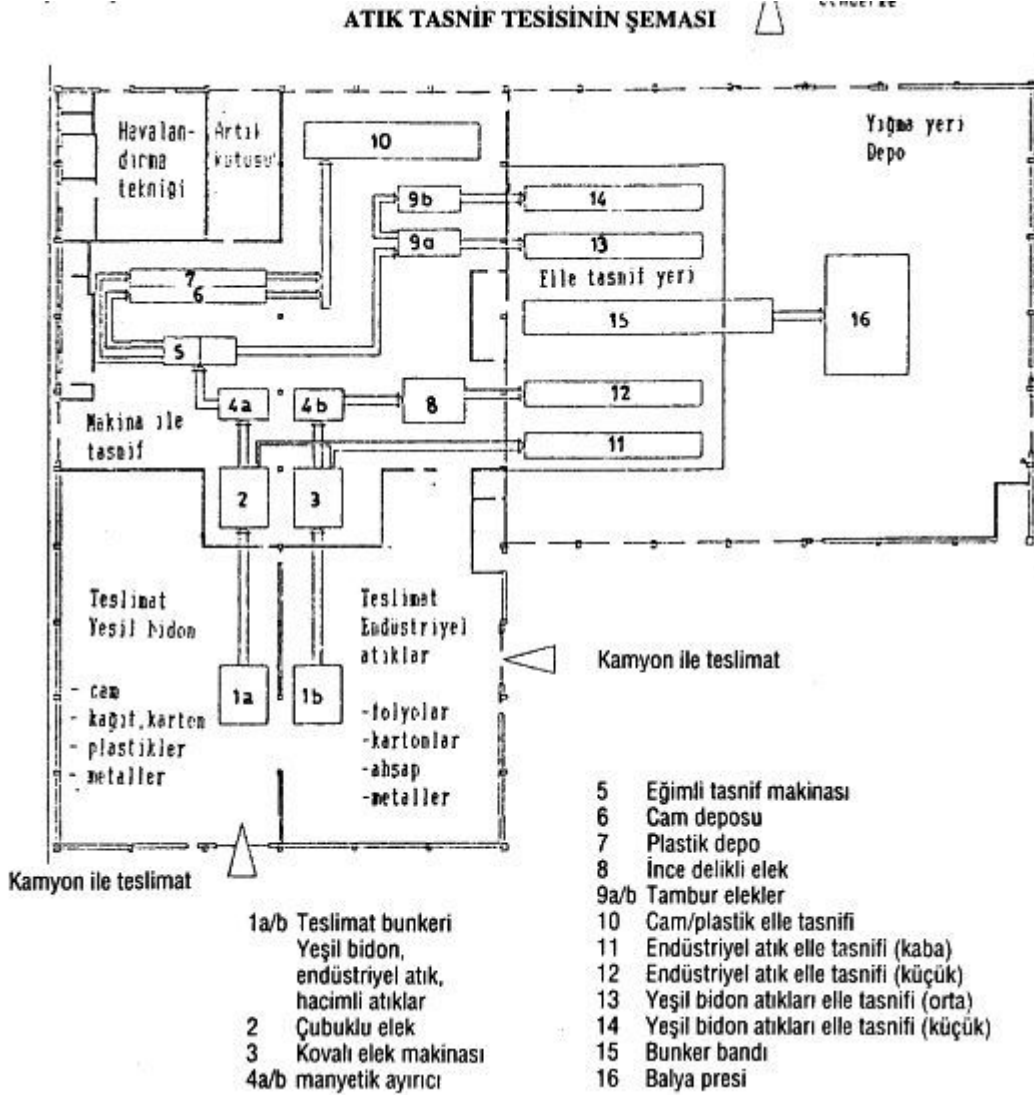 ATIK TASNİF TESİSİNİN ŞEMASI
Havalan-
dırma
tekniği
Artık
kutusu
10
Yığma yeri
Depo
9b
14
9a
13
7
6
Elle tasnif yeri
15
16
5
4a
4b
8
12
Makina ile
tasnif
11
2
3
Teslimat
Yeşil bidon
- cam
- kağıt,karton
- plastikler
- metaller
1a
1b
Teslimat
Endüstriyel
atıklar
-folyolar
-kartonlar
-ahşap
-metaller
Kamyon ile teslimat
Kamyon ile teslimat
1a/b Teslimat bunkeri
Yeşil bidon,
endüstriyel atık,
hacimli atıklar
2 Çubuklu elek
3 Kovalı elek makinası
4a/b manyetik ayırıcı
5 Eğimli tasnif makinası
6 Cam deposu
7 Plastik depo
8 İnce delikli elek
9a/b Tambur elekler
10 Cam/plastik elle tasnifi
11 Endüstriyel atık elle tasnifi (kaba)
12 Endüstriyel atık elle tasnifi (küçük)
13 Yeşil bidon atıkları elle tasnifi (orta)
14 Yeşil bidon atıkları elle tasnifi (küçük)
15 Bunker bandı
16 Balya presi